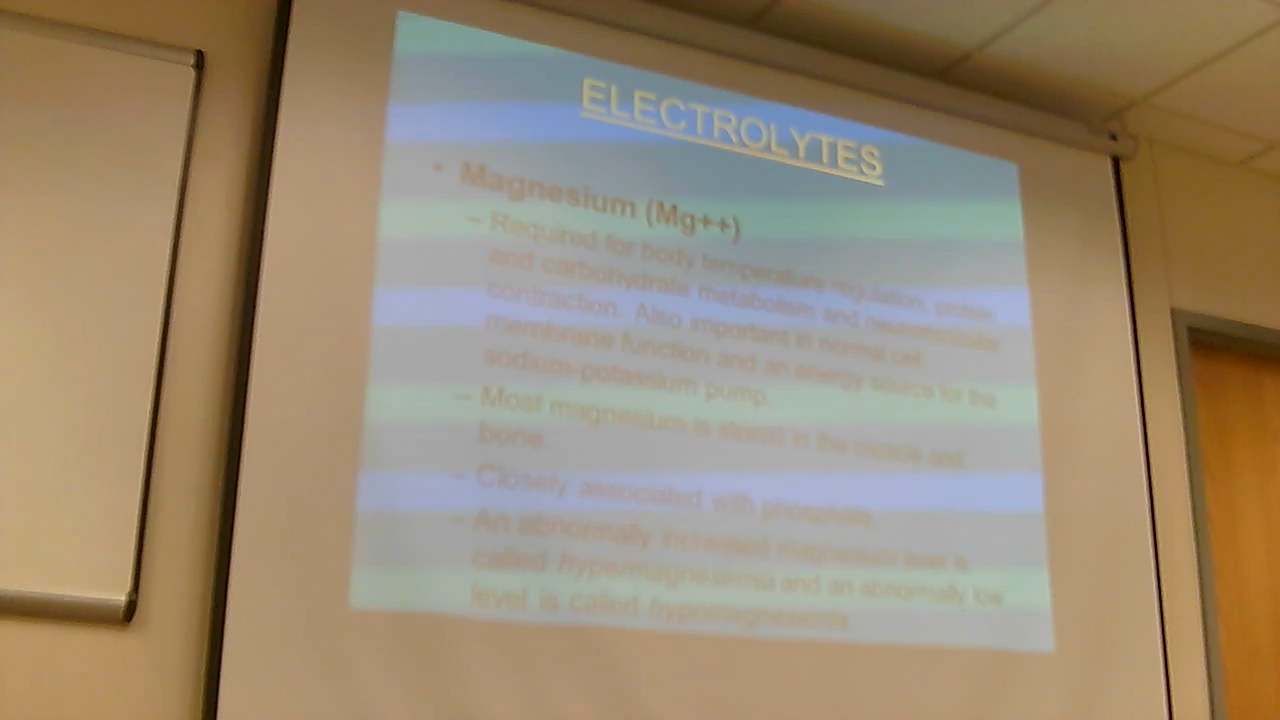 ELECTROLYTES
• Magnesium (Mg++)
– Required for body temperature regulation, protein
and carbohydrate metabolism and neuromuscular
contraction. Also important in normal cell
membrane function and an energy source for the
sodium-potassium pump.
– Most magnesium is stored in the muscle and
bone.
– Closely associated with phosphate.
– An abnormally increased magnesium level is
called hypermagnesemia and an abnormally low
level is called hypomagnesemia